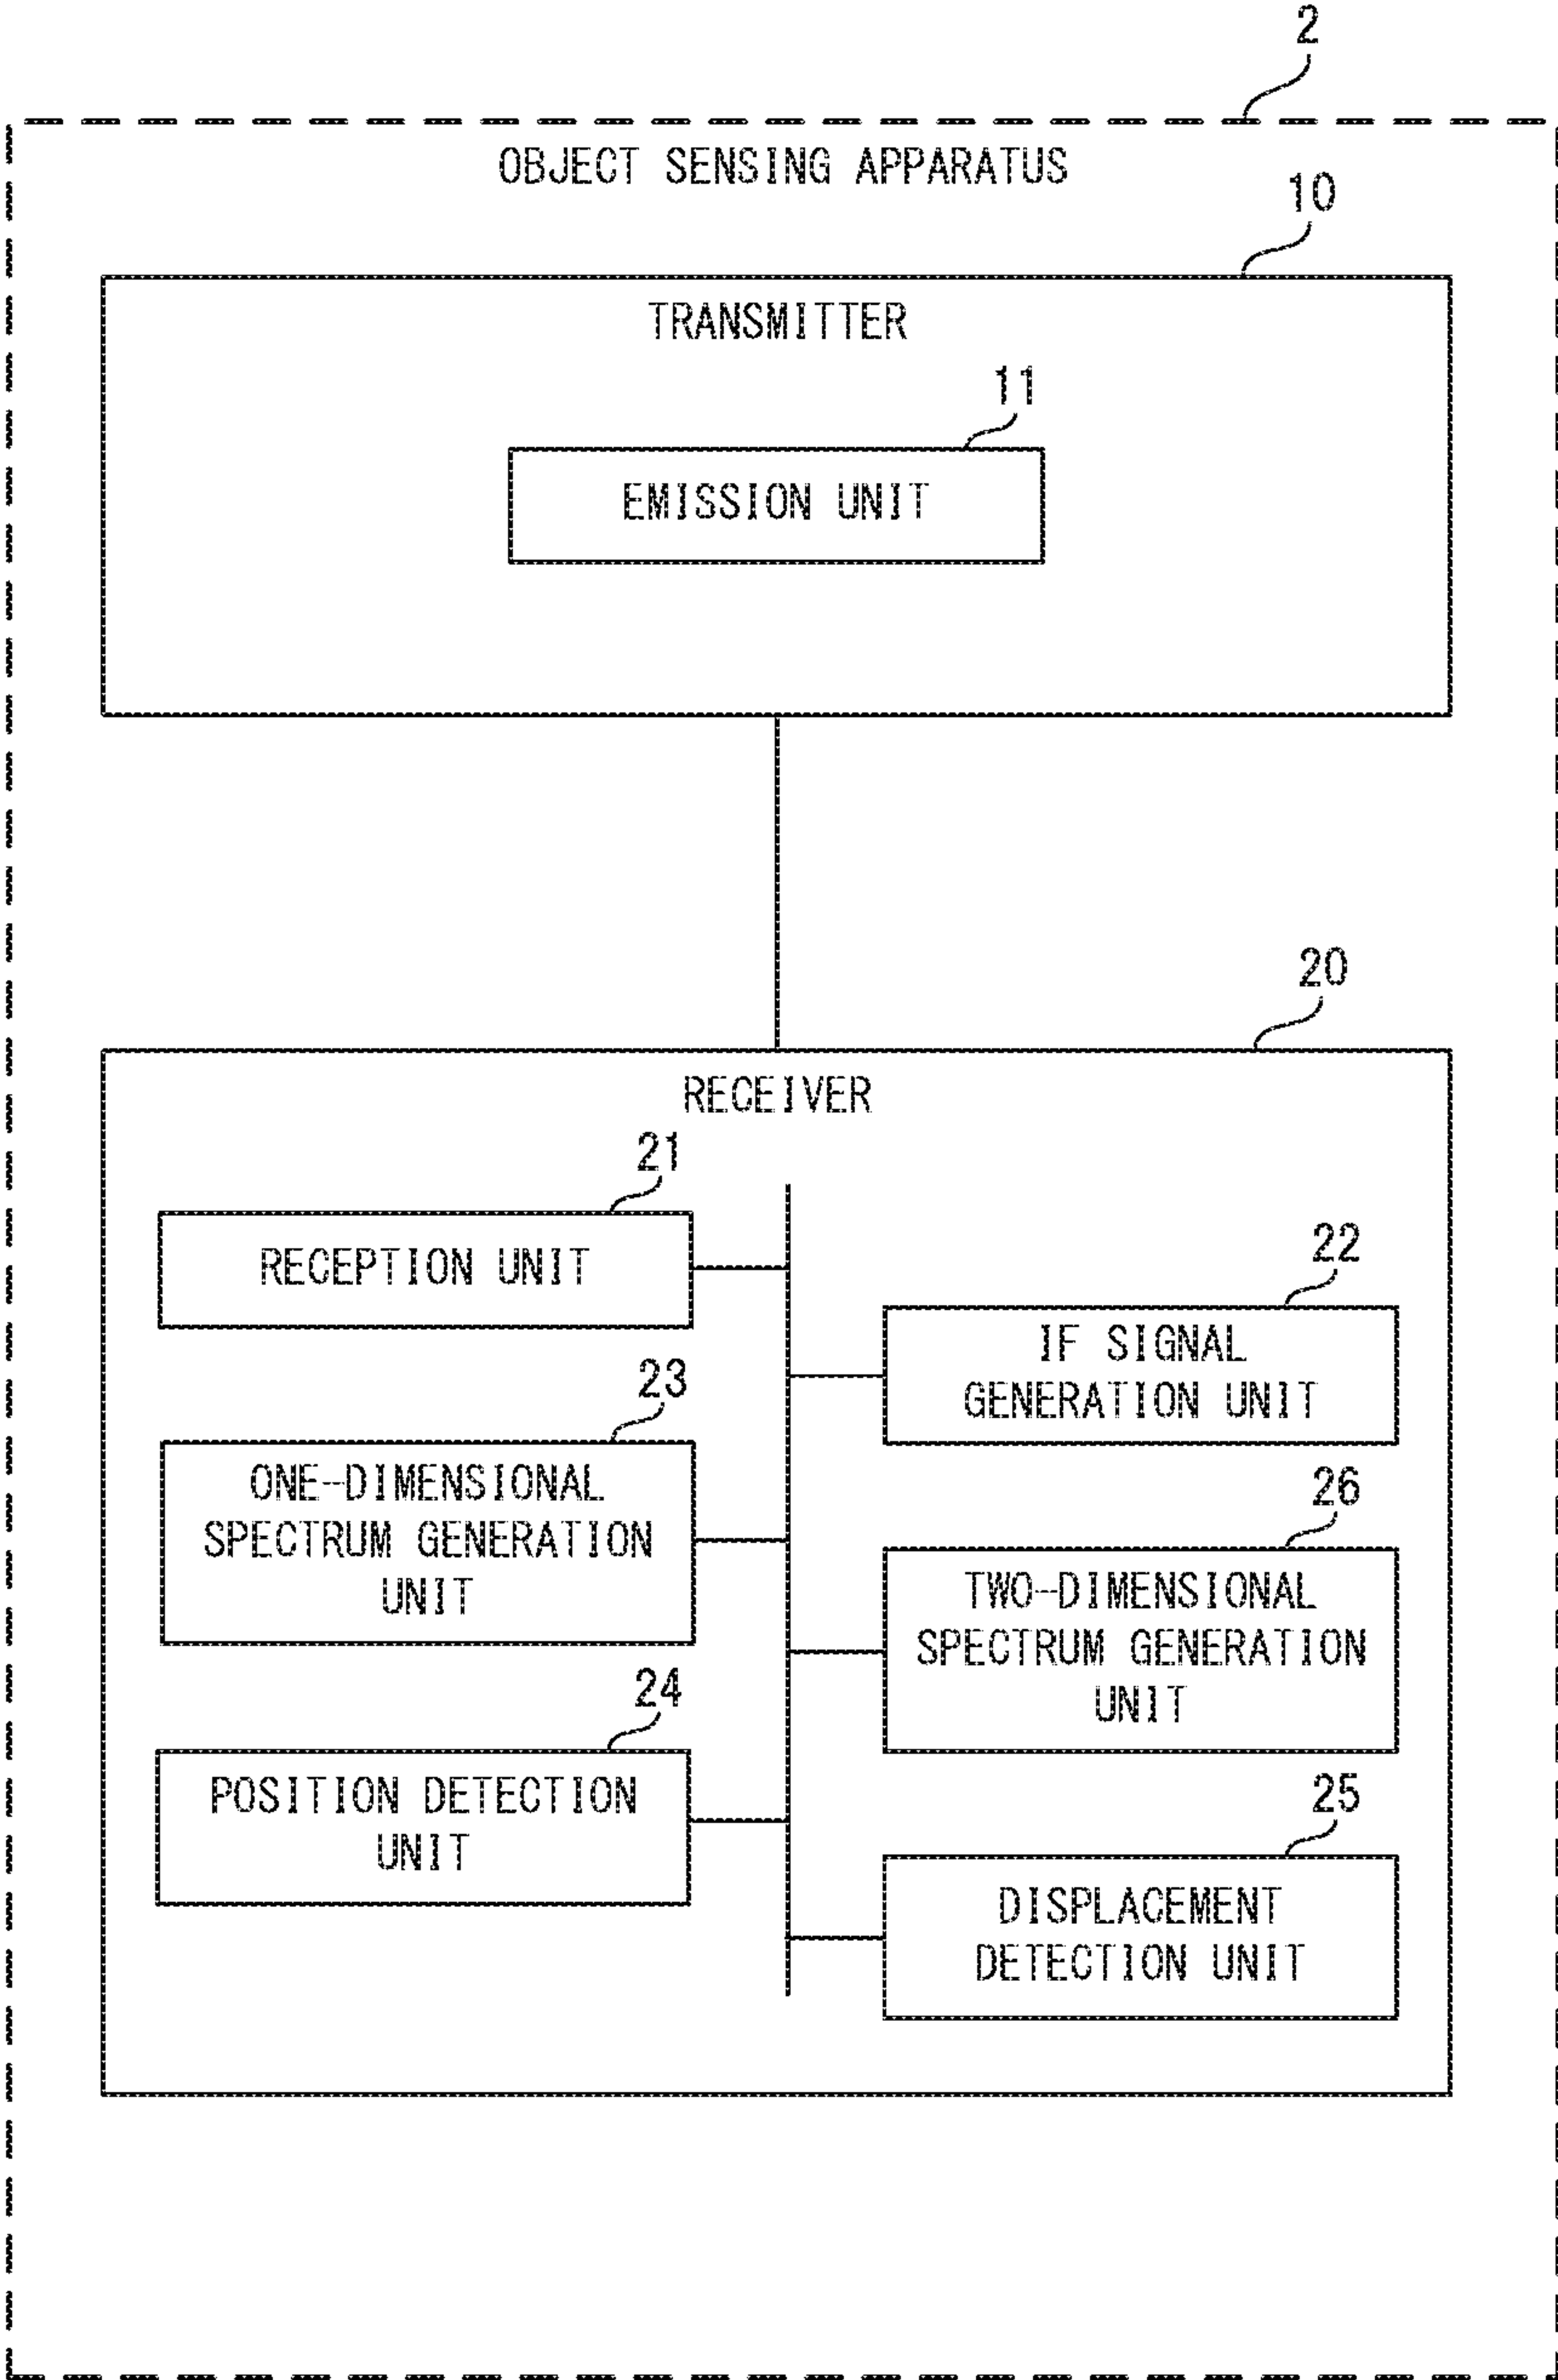 2
OBJECT SENSING APPARATUS
10
TRANSMITTER
11
EMISSION UNIT
20
RECEIVER
21
RECEPTION UNIT
22
IF SIGNAL
GENERATION UNIT
23
ONE-DIMENSIONAL
SPECTRUM GENERATION
UNIT
26
TWO-DIMENSIONAL
SPECTRUM GENERATION
UNIT
24
POSITION DETECTION
UNIT
25
DISPLACEMENT
DETECTION UNIT